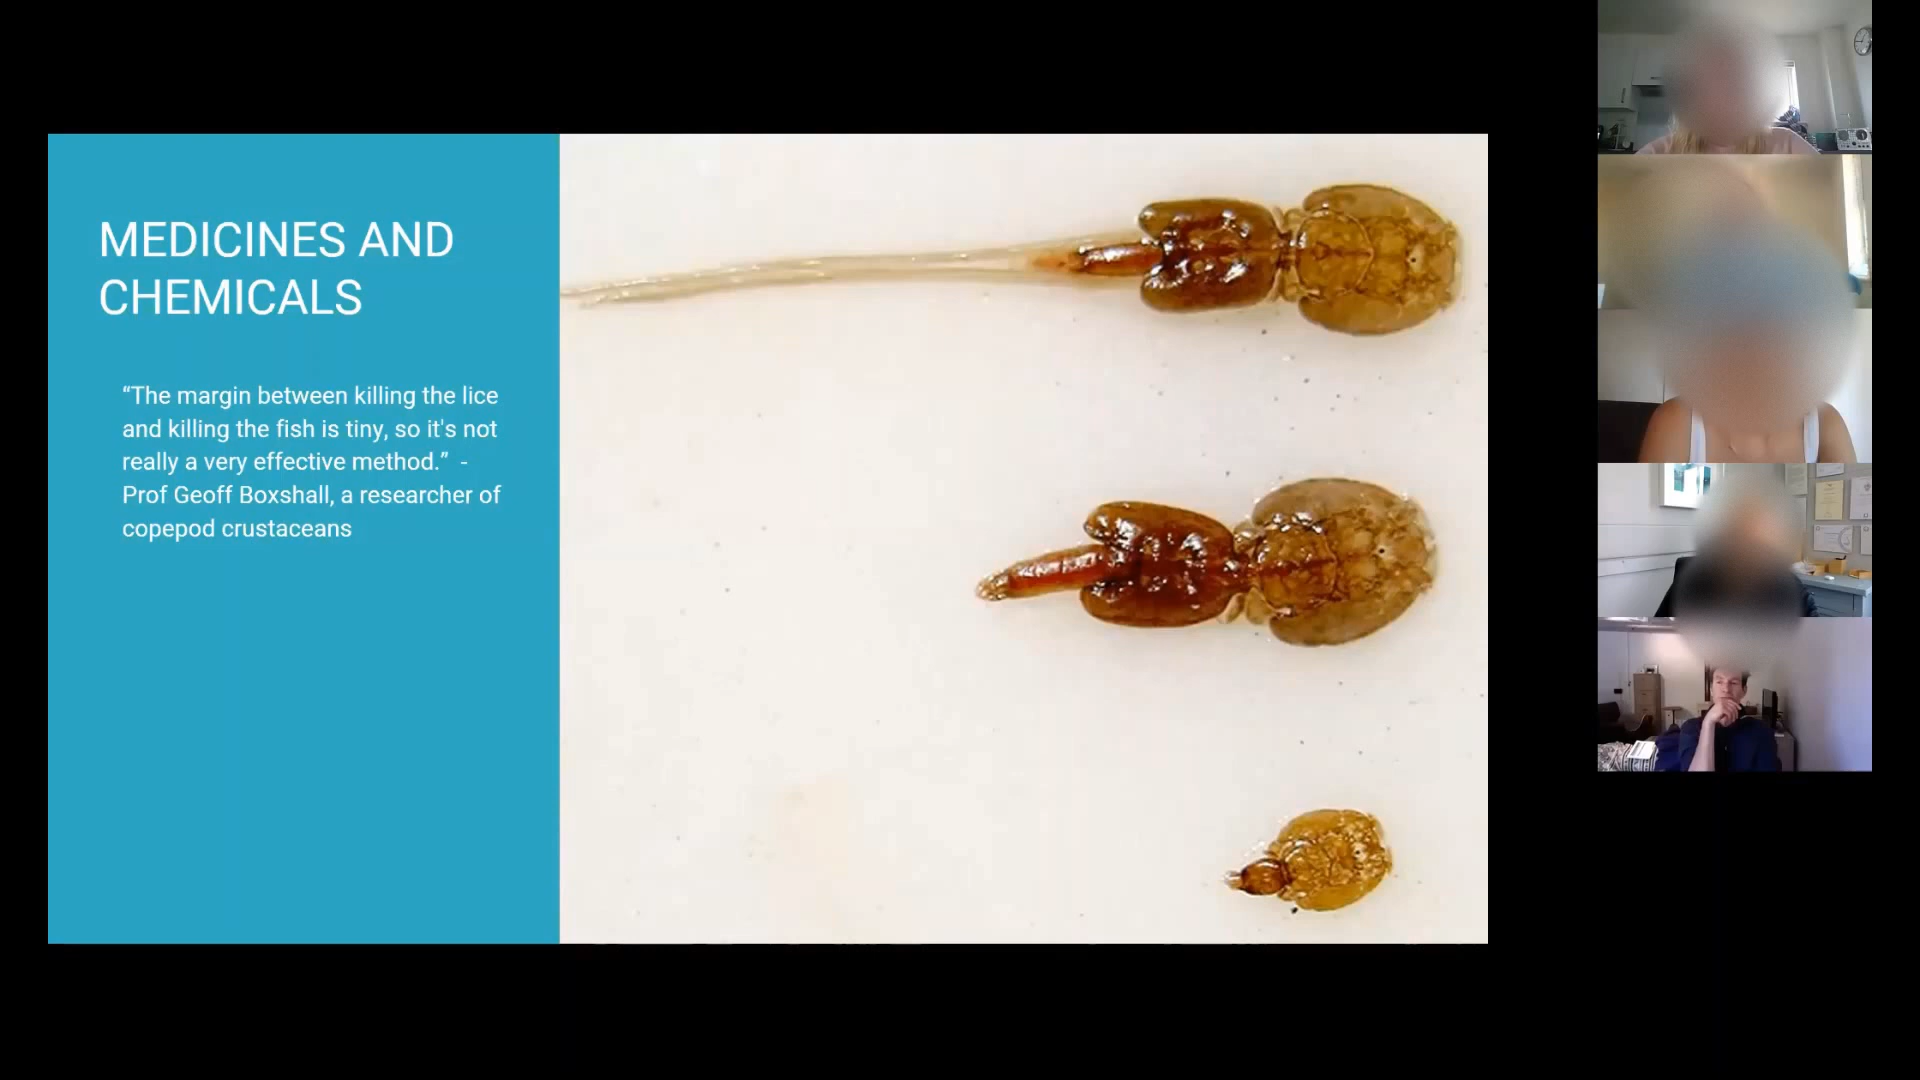 MEDICINES AND
CHEMICALS
“The margin between killing the lice
and killing the fish is tiny, so it's not
really a very effective method.” -
Prof Geoff Boxshall, a researcher of
copepod crustaceans